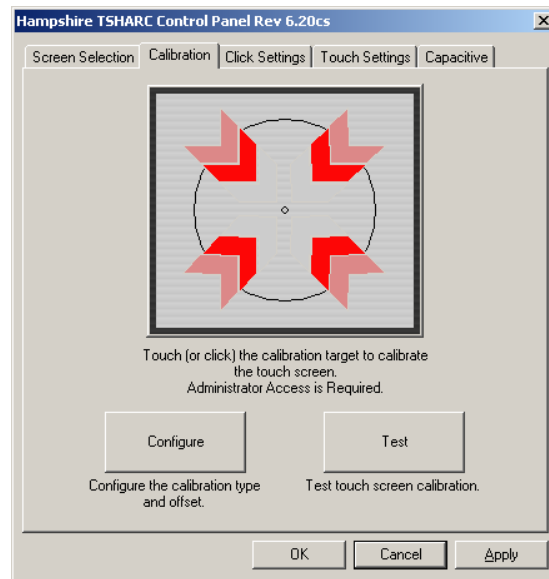 Hampshire TSHARC Control Panel Rev 6.20cs
Screen Selection Calibration Click Settings Touch Settings Capacitive
Touch (or click) the calibration target to calibrate
the touch screen.
Administrator Access is Required.
Configure Test
Configure the calibration type Test touch screen calibration.
and offset.
OK Cancel Apply